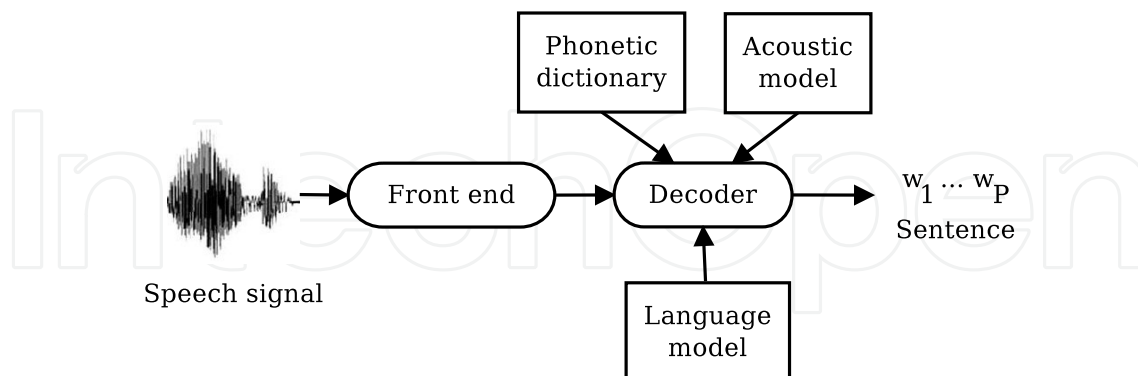 Phonetic
dictionary
Acoustic
model
Front end
Decoder
w1 ... wP
Sentence
Speech signal
Language
model
IntechOpen